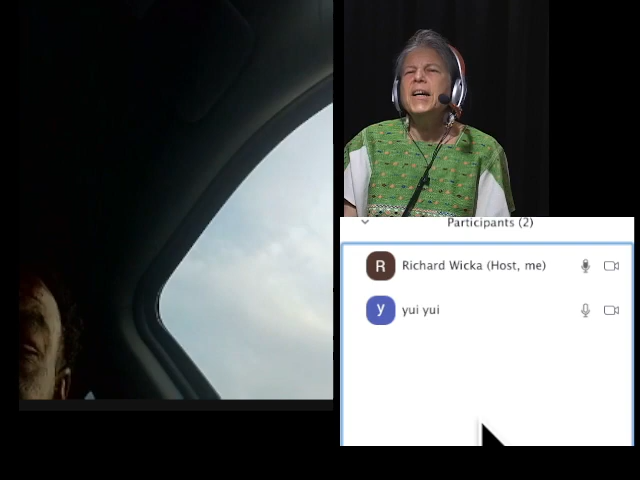 Participants (2)
R Richard Wicka (Host, me)
y yui yui